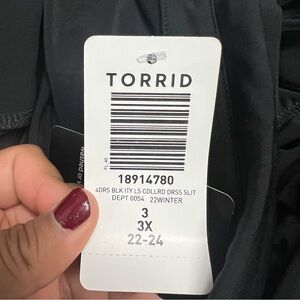 TORRID
18914780
4DRS BLK ITY LS COLLRD DRSS SLIT
DEPT 0054 22WINTER
3
3X
22-24